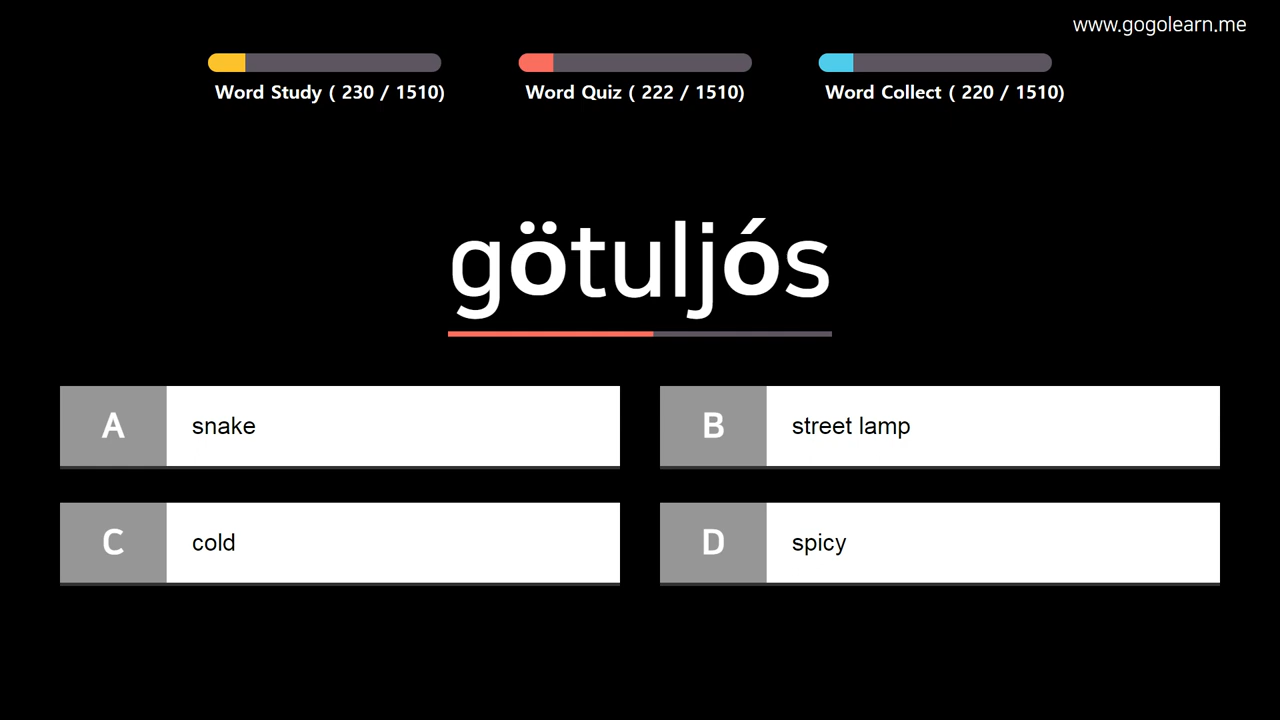 www.gogolearn.me
Word Study ( 230 / 1510)
Word Quiz ( 222 / 1510)
Word Collect ( 220 / 1510)
götuljós
A snake
B street lamp
C cold
D spicy